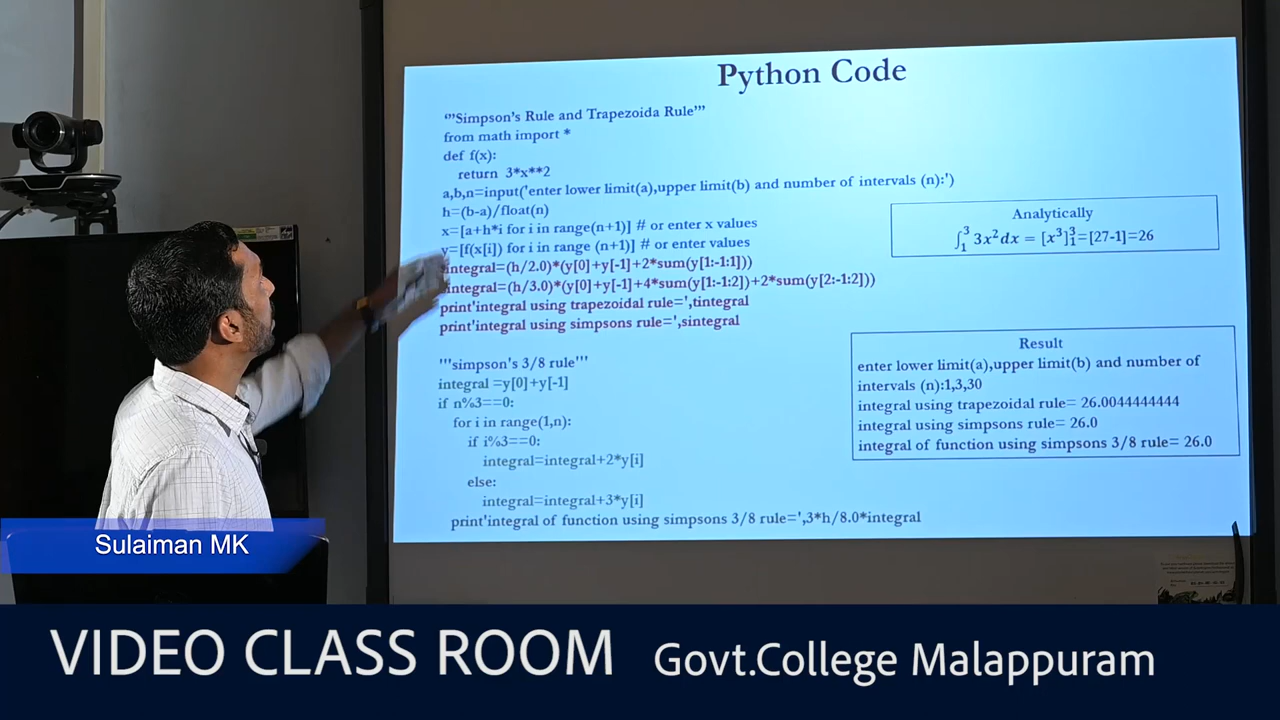 Python Code
"'Simpson's Rule and Trapezoida Rule'"
from math import *
def f(x):
return 3*x**2
a,b,n=input('enter lower limit(a),upper limit(b) and number of intervals (n):')
h=(b-a)/float(n)
x=[a+h*i for i in range(n+1)] # or enter x values
y=[f(x[i]) for i in range (n+1)] # or enter values
tintegral=(h/2.0)*(y[0]+y[-1]+2*sum(y[1:-1:1]))
sintegral=(h/3.0)*(y[0]+y[-1]+4*sum(y[1:-1:2])+2*sum(y[2:-1:2]))
print'integral using trapezoidal rule=',tintegral
print'integral using simpsons rule=',sintegral
'''simpson's 3/8 rule'''
integral =y[0]+y[-1]
if n%3==0:
for i in range(1,n):
if i%3==0:
integral=integral+2*y[i]
else:
integral=integral+3*y[i]
print'integral of function using simpsons 3/8 rule=',3*h/8.0*integral
Analytically
∫₁³ 3x²dx = [x³]₁³=[27-1]=26
Result
enter lower limit(a),upper limit(b) and number of
intervals (n):1,3,30
integral using trapezoidal rule= 26.0044444444
integral using simpsons rule= 26.0
integral of function using simpsons 3/8 rule= 26.0
Sulaiman MK
VIDEO CLASS ROOM Govt.College Malappuram